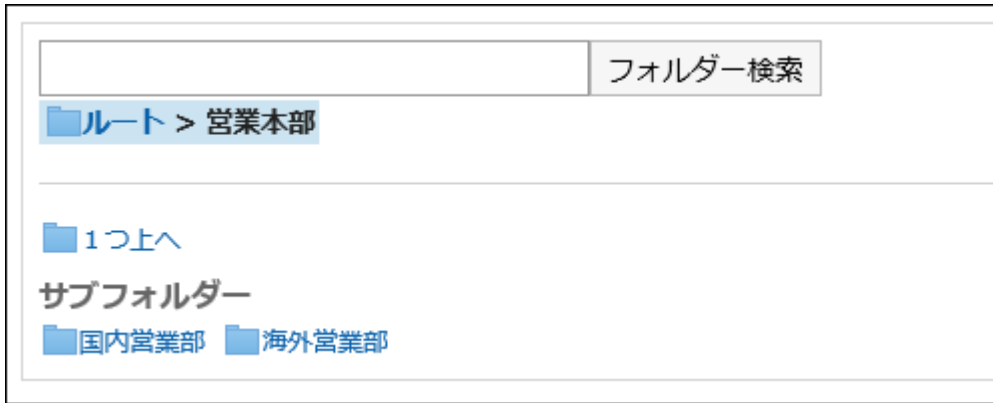 フォルダー検索
ルート > 営業本部
1つ上へ
サブフォルダー
国内営業部 海外営業部